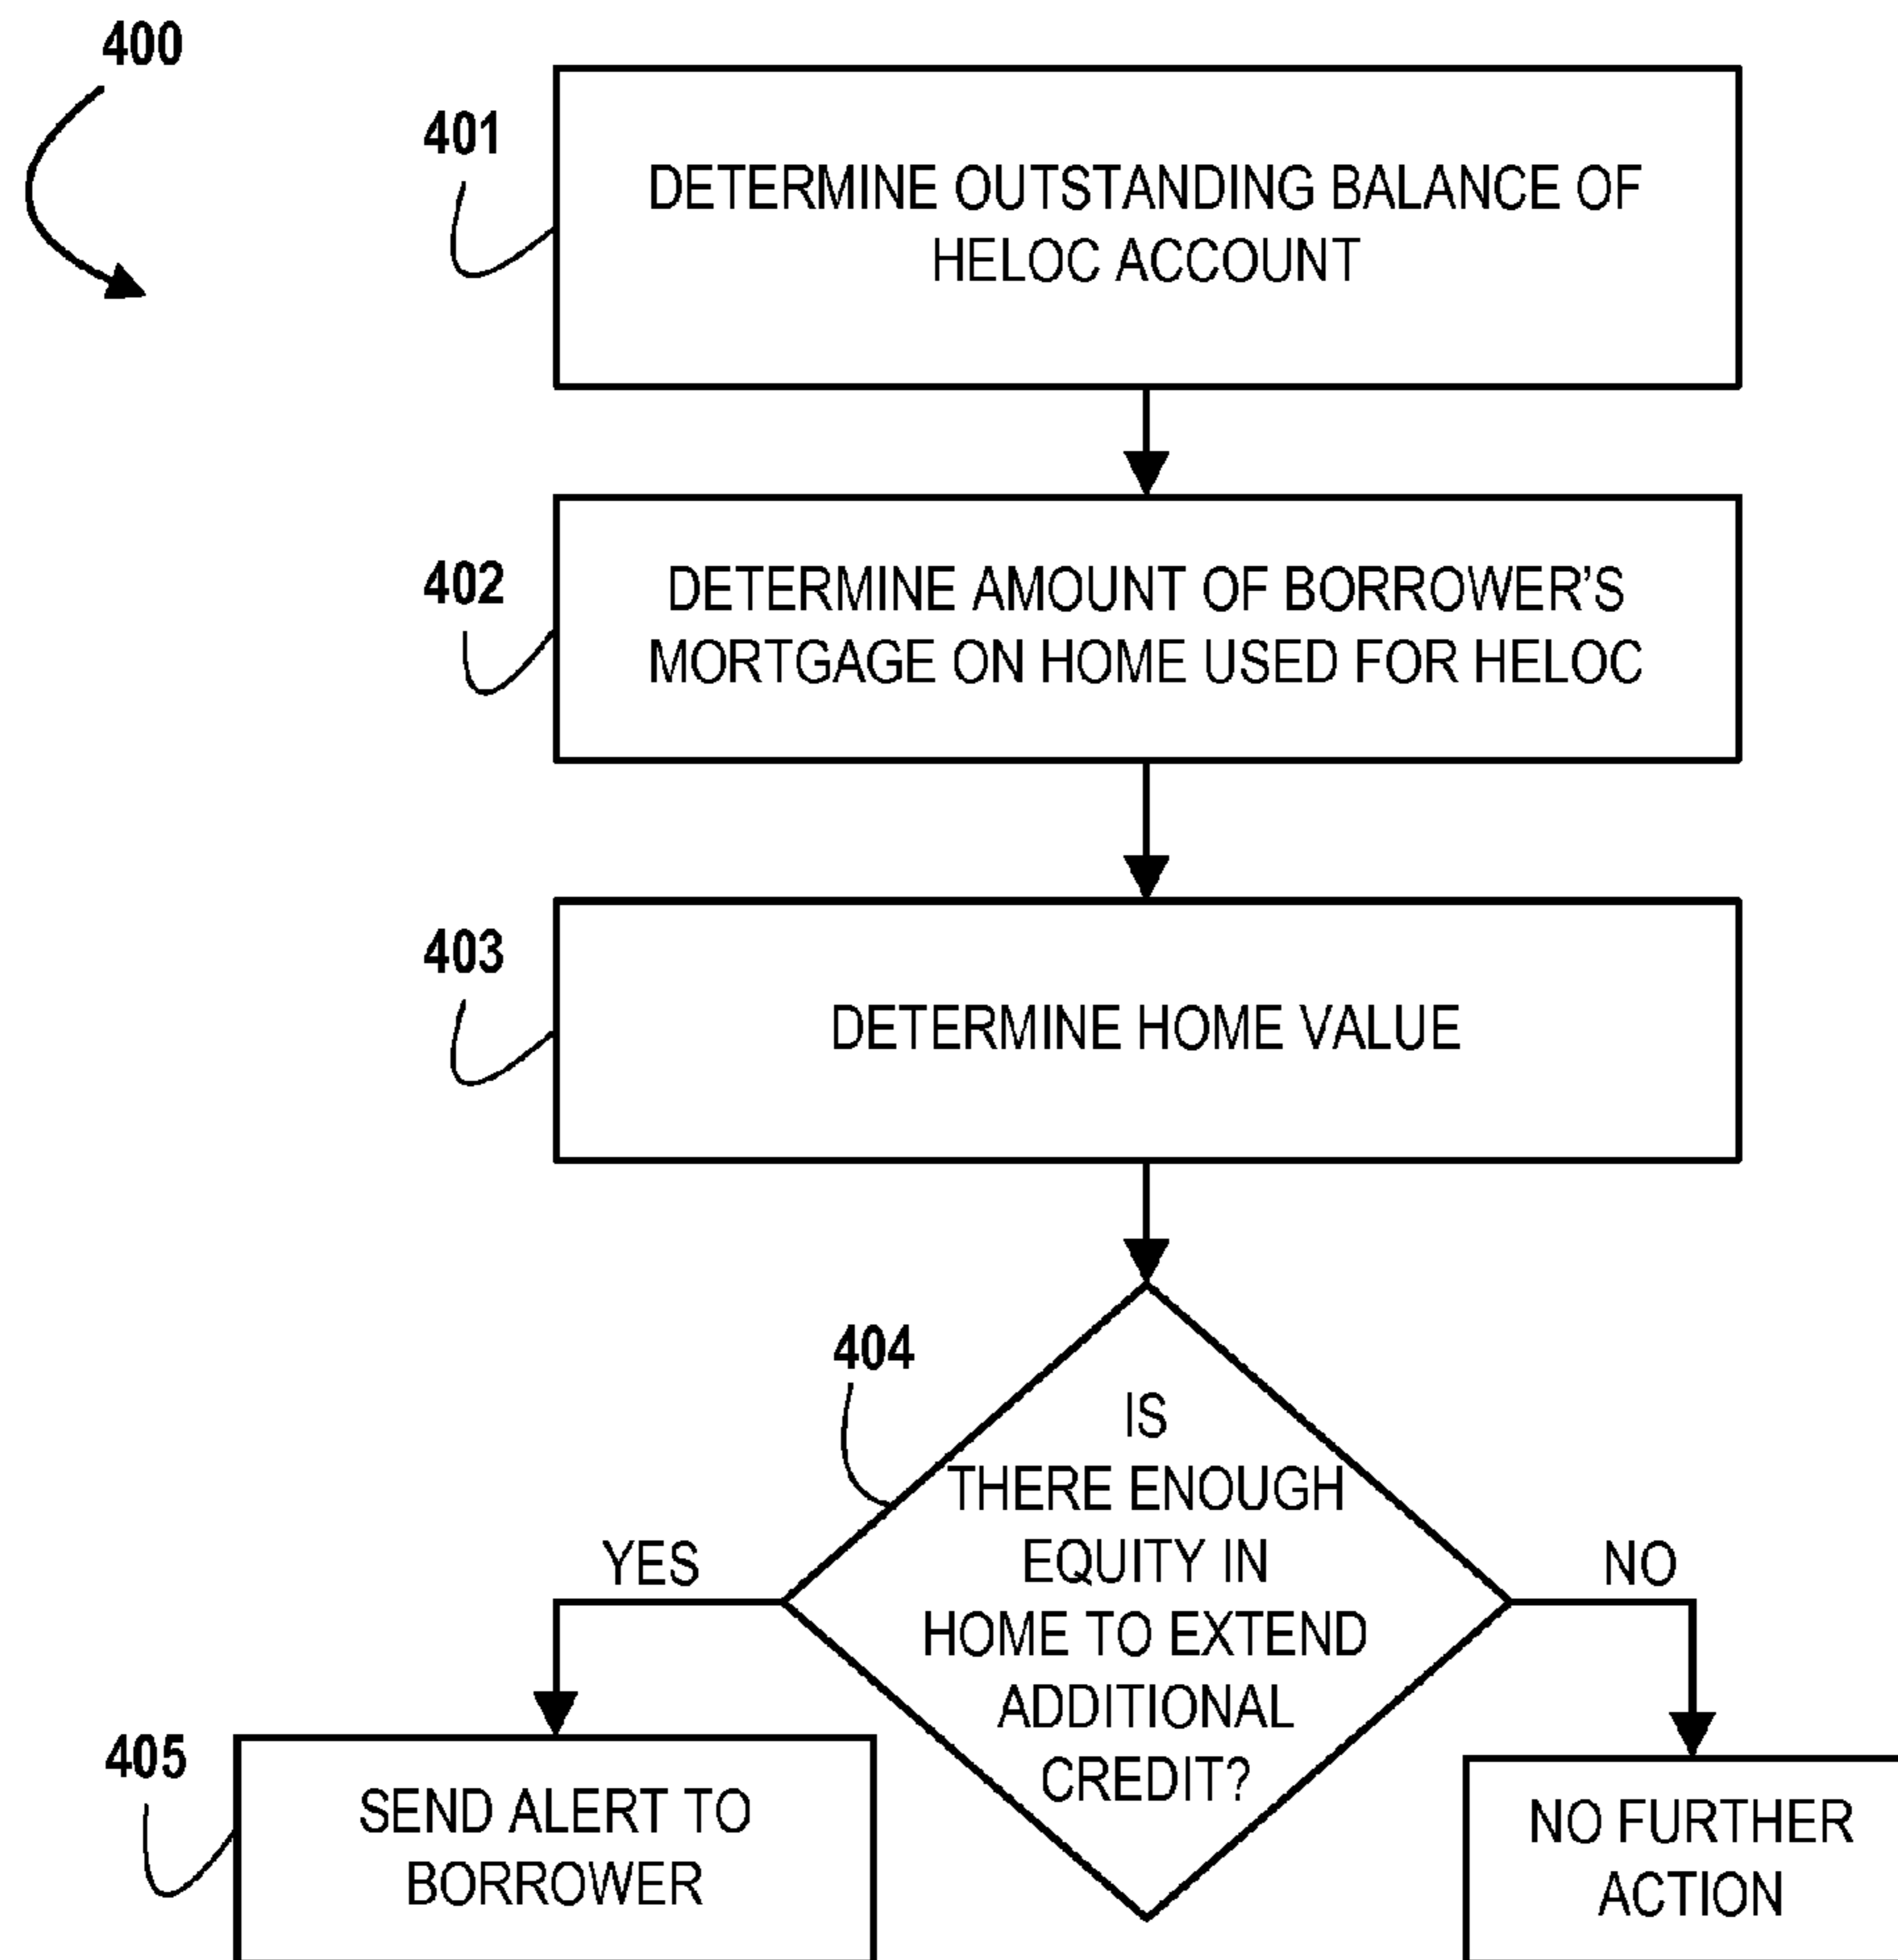 400
401
DETERMINE OUTSTANDING BALANCE OF
HELOC ACCOUNT
402
DETERMINE AMOUNT OF BORROWER'S
MORTGAGE ON HOME USED FOR HELOC
403
DETERMINE HOME VALUE
404
IS
THERE ENOUGH
EQUITY IN
HOME TO EXTEND
ADDITIONAL
CREDIT?
YES
NO
405
SEND ALERT TO
BORROWER
NO FURTHER
ACTION